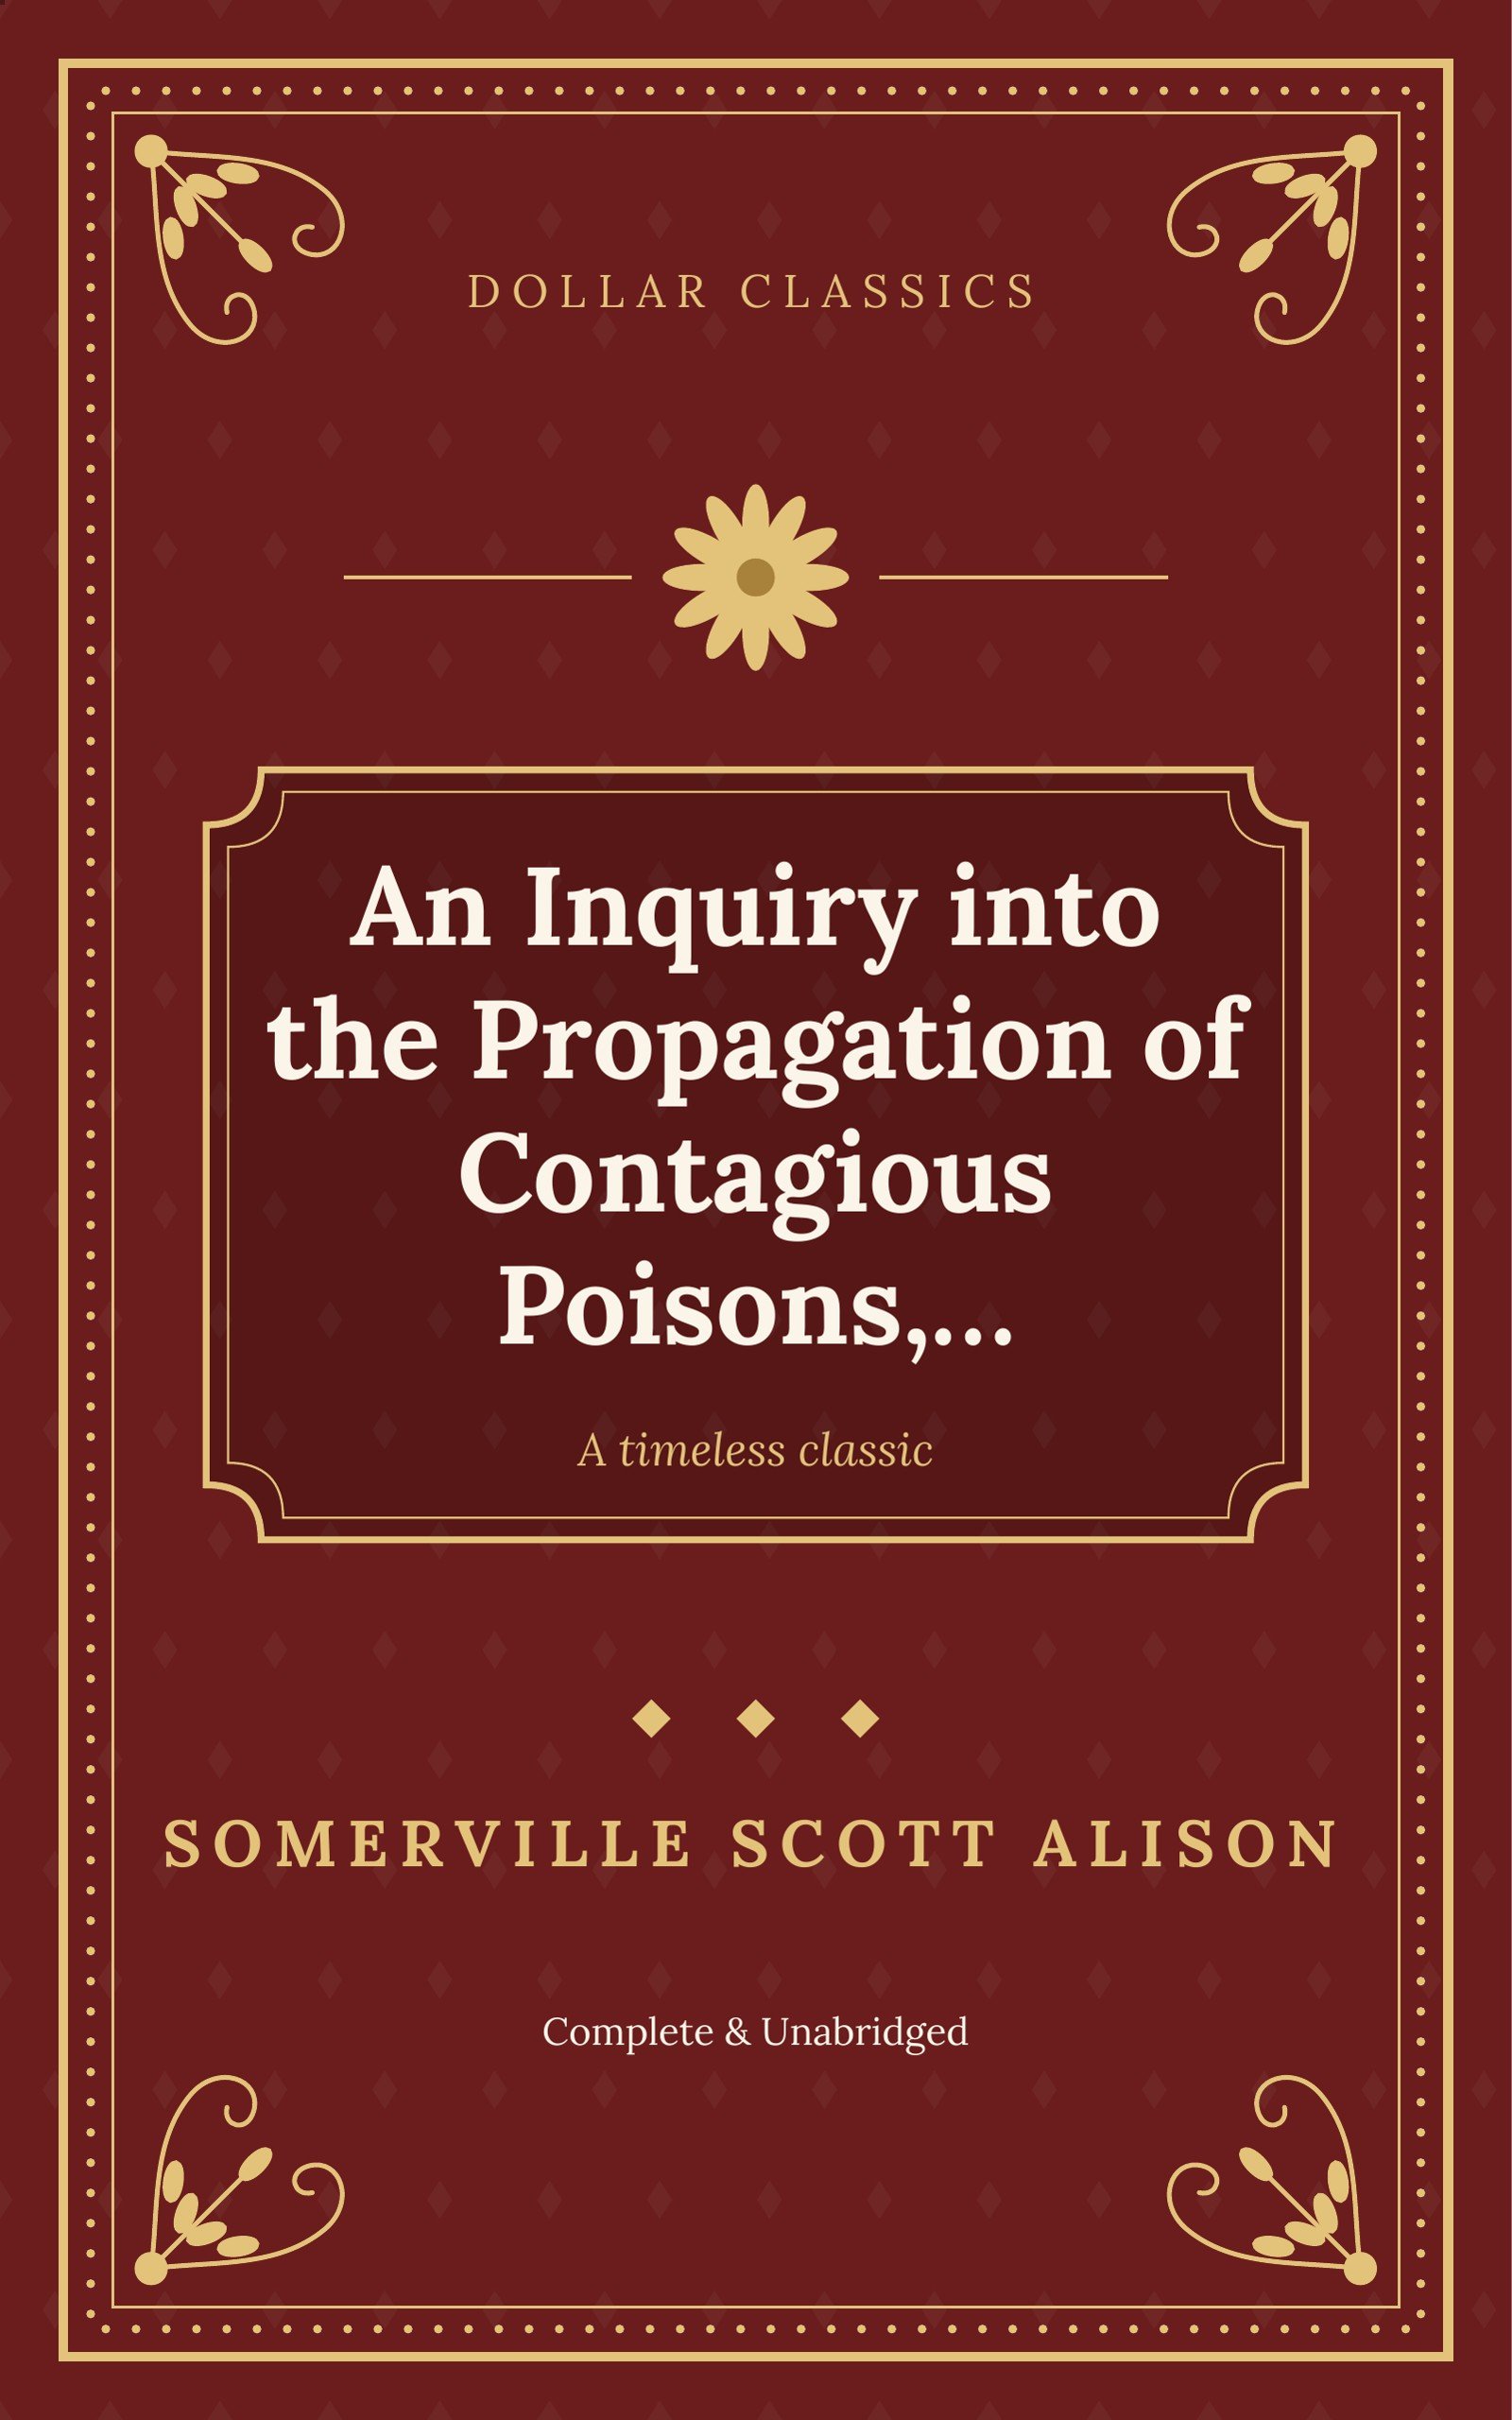 DOLLAR CLASSICS
An Inquiry into
the Propagation of
Contagious
Poisons,...
A timeless classic
SOMERVILLE SCOTT ALISON
Complete & Unabridged